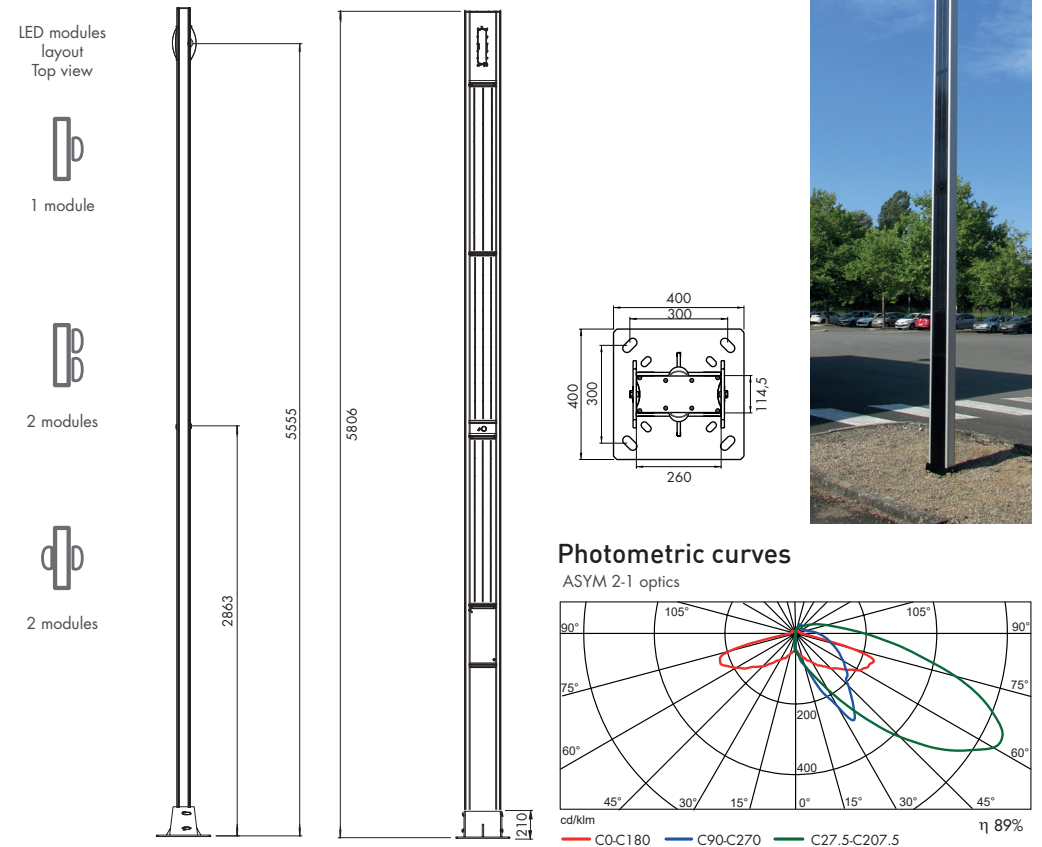 LED modules
layout
Top view
1 module
2 modules
2 modules
5555
2863
5806
210
400
300
400
300
114,5
260
Photometric curves
ASYM 2-1 optics
105° 105°
90° 90°
75° 75°
60° 60°
200
400
45° 30° 15° 0° 15° 30° 45°
cd/klm
η 89%
C0-C180 C90-C270 C27.5-C207.5